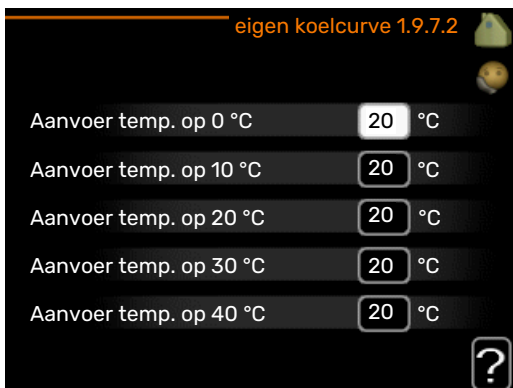 eigen koelcurve 1.9.7.2
Aanvoer temp. op 0 °C 20 °C
Aanvoer temp. op 10 °C 20 °C
Aanvoer temp. op 20 °C 20 °C
Aanvoer temp. op 30 °C 20 °C
Aanvoer temp. op 40 °C 20 °C
?